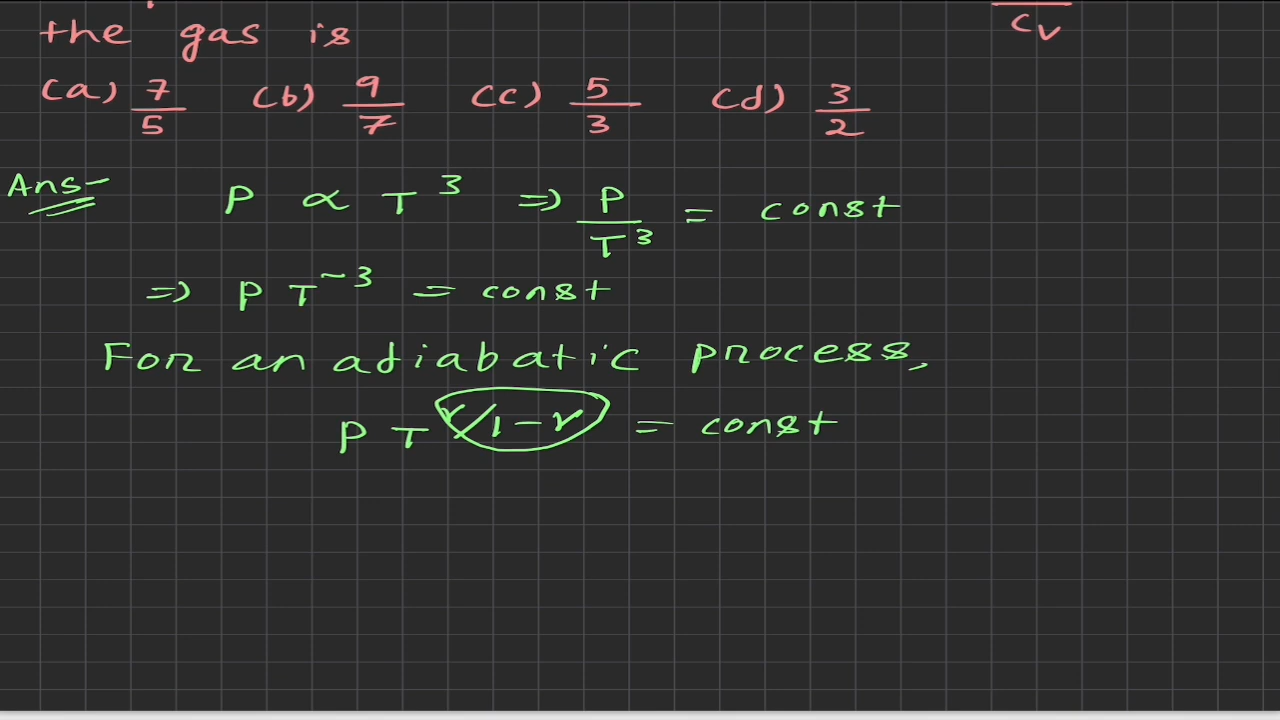 the gas is
C_V
(a) 7/5 (b) 9/7 (c) 5/3 (d) 3/2
Ans- P ∝ T^3 => P/T^3 = const
=> P T^-3 = const
For an adiabatic process,
P T^γ/1-γ = const